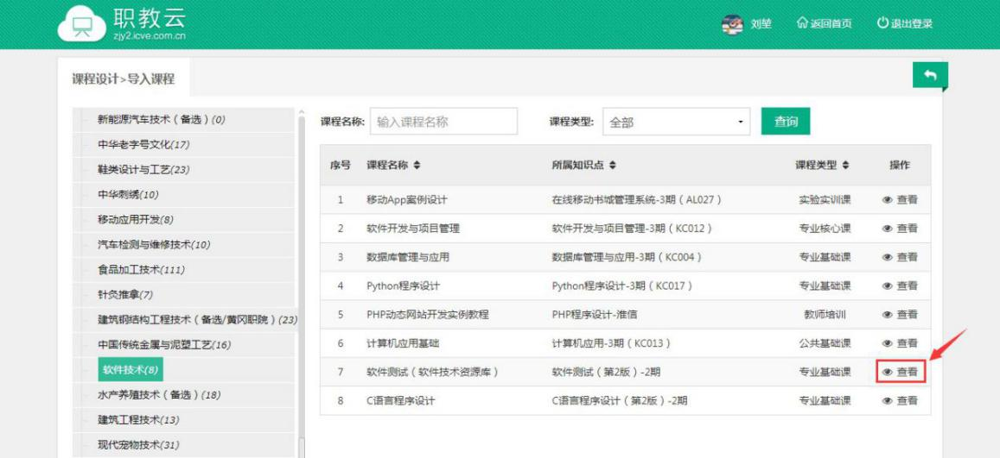 职教云
zjy2.icve.com.cn
刘堃 返回首页 退出登录
课程设计>导入课程
新能源汽车技术（备选）(0)
中华老字号文化(17)
鞋类设计与工艺(23)
中华刺绣(10)
移动应用开发(8)
汽车检测与维修技术(10)
食品加工技术(111)
针灸推拿(7)
建筑钢结构工程技术（备选/黄冈职院）(23)
中国传统金属与泥塑工艺(16)
软件技术(8)
水产养殖技术（备选）(18)
建筑工程技术(13)
现代宠物技术(31)
课程名称: 输入课程名称 课程类型: 全部 查询
序号 课程名称 所属知识点 课程类型 操作
1 移动App案例设计 在线移动书城管理系统-3期（AL027） 实验实训课 查看
2 软件开发与项目管理 软件开发与项目管理-3期（KC012） 专业核心课 查看
3 数据库管理与应用 数据库管理与应用-3期（KC004） 专业基础课 查看
4 Python程序设计 Python程序设计-3期（KC017） 专业基础课 查看
5 PHP动态网站开发实例教程 PHP程序设计-淮信 教师培训 查看
6 计算机应用基础 计算机应用-3期（KC013） 公共基础课 查看
7 软件测试（软件技术资源库） 软件测试（第2版）-2期 专业基础课 查看
8 C语言程序设计 C语言程序设计（第2版）-2期 专业基础课 查看